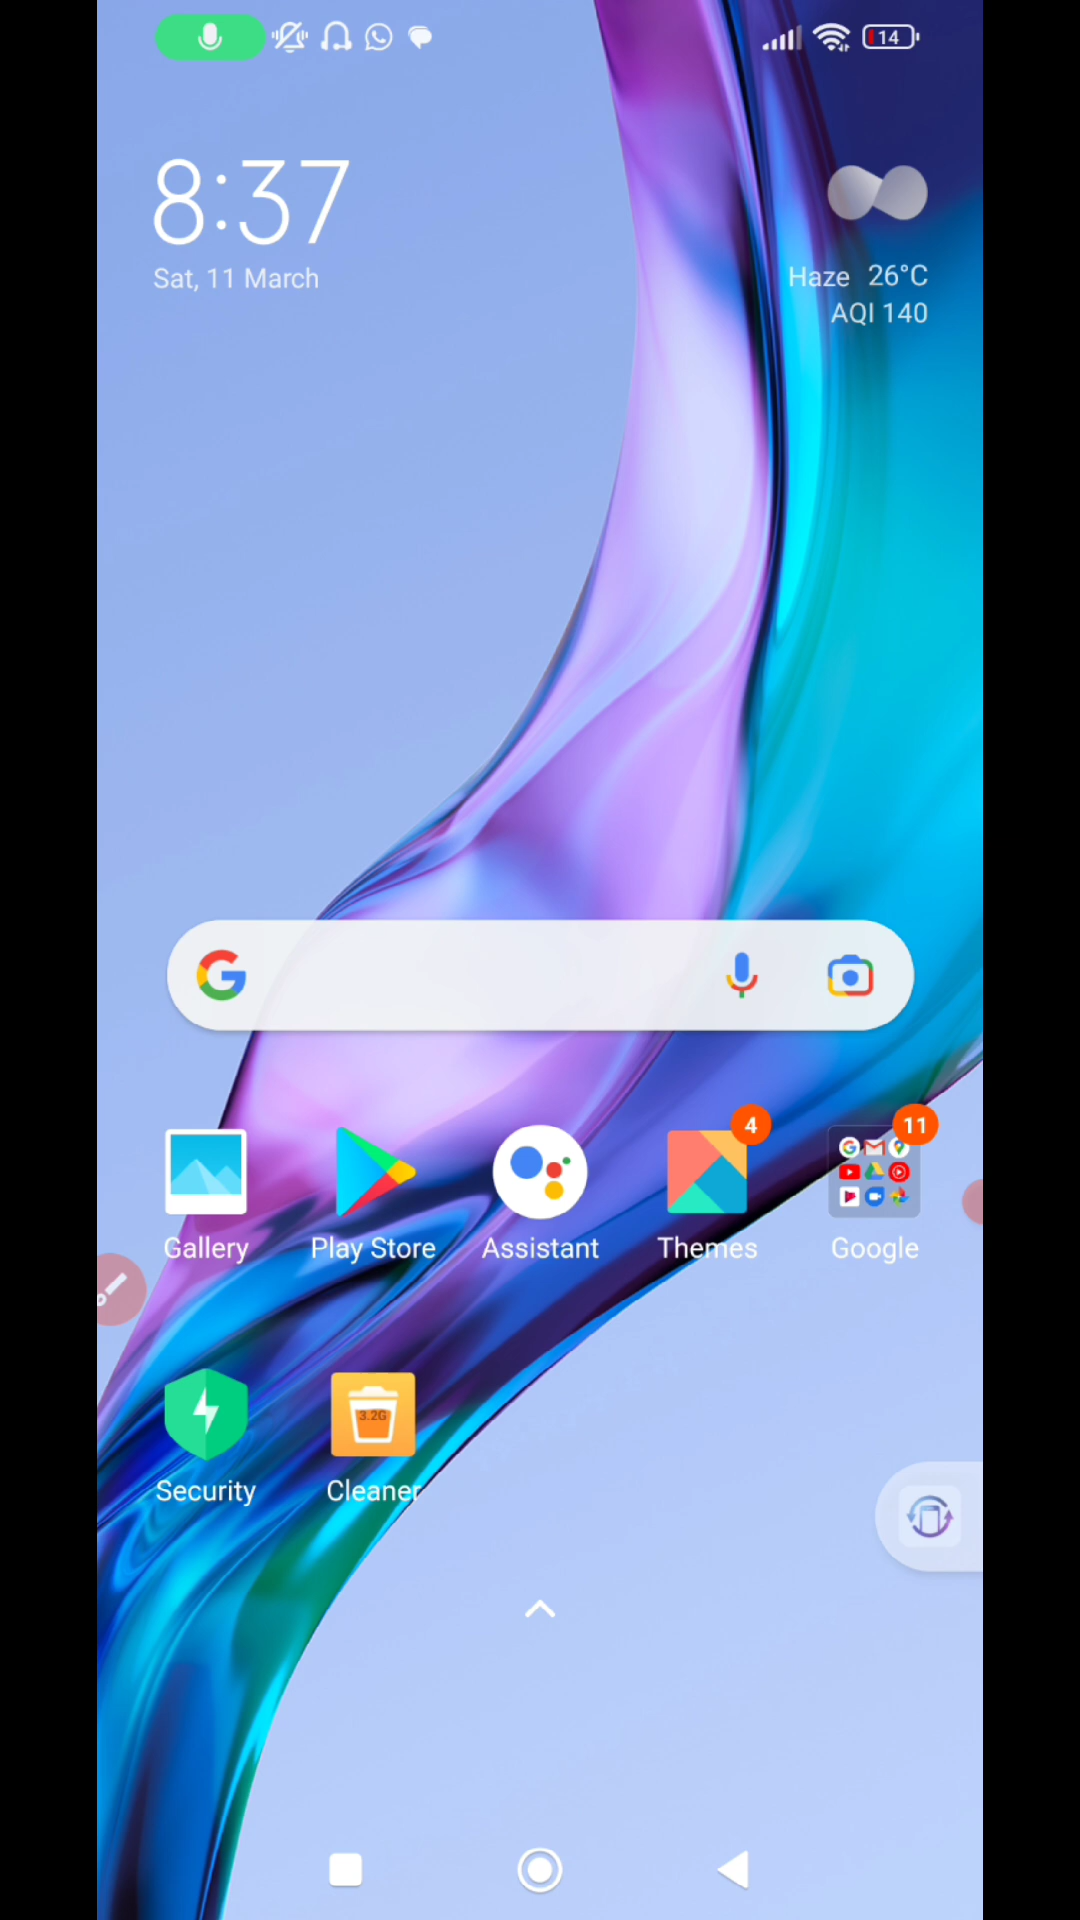 14
8:37
Sat, 11 March
Haze 26°C
AQI 140
G
4
11
Gallery
Play Store
Assistant
Themes
Google
3.2G
Security
Cleaner